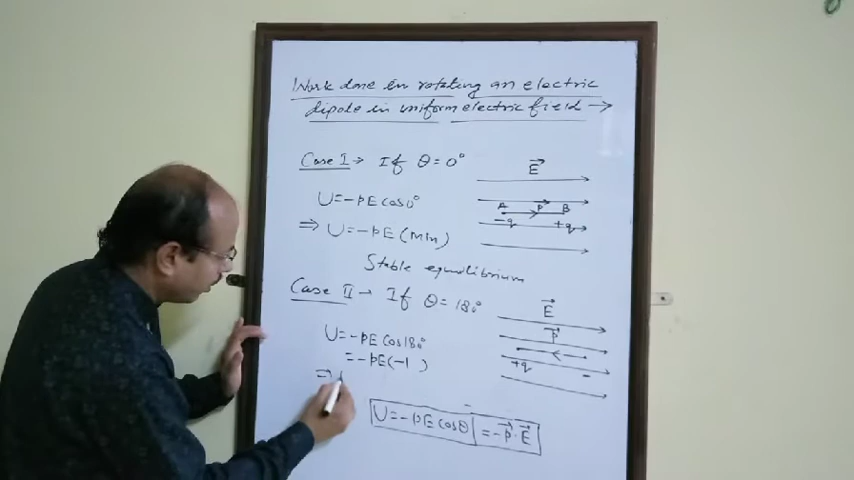 Work done in rotating an electric
dipole in uniform electric field →
Case I → If θ = 0°
U = -pE cos 0°
⇒ U = -pE (Min)
Stable equilibrium
E
A p B
-q +q
Case II → If θ = 180°
U = -pE cos 180°
= -pE(-1)
⇒
E
p
+q -
U = -pE cosθ = -p⃗·E⃗